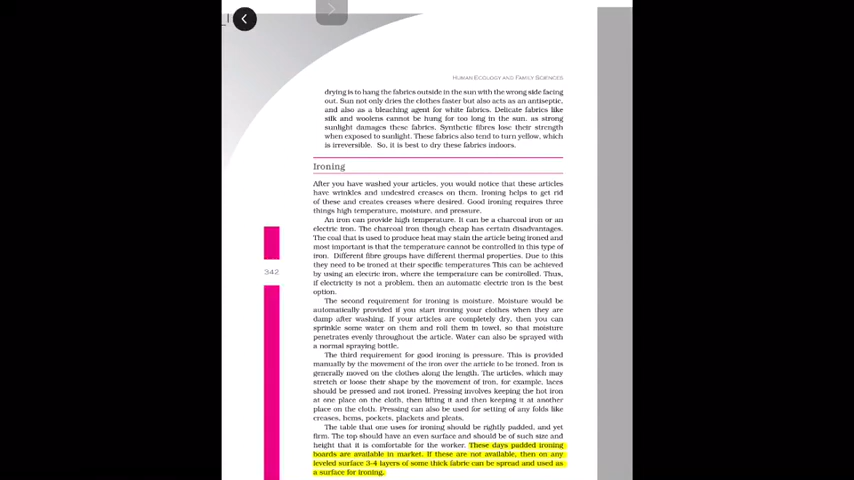 HUMAN ECOLOGY AND FAMILY SCIENCES
drying is to hang the fabrics outside in the sun with the wrong side facing
out. Sun not only dries the clothes faster but also acts as an antiseptic,
and also as a bleaching agent for white fabrics. Delicate fabrics like
silk and woolens cannot be hung for too long in the sun, as strong
sunlight damages these fabrics. Synthetic fibres lose their strength
when exposed to sunlight. These fabrics also tend to turn yellow, which
is irreversible. So, it is best to dry these fabrics indoors.
Ironing
After you have washed your articles, you would notice that these articles
have wrinkles and undesired creases on them. Ironing helps to get rid
of these and creates creases where desired. Good ironing requires three
things high temperature, moisture, and pressure.
An iron can provide high temperature. It can be a charcoal iron or an
electric iron. The charcoal iron though cheap has certain disadvantages.
The coal that is used to produce heat may stain the article being ironed and
most important is that the temperature cannot be controlled in this type of
iron. Different fibre groups have different thermal properties. Due to this
they need to be ironed at their specific temperatures This can be achieved
by using an electric iron, where the temperature can be controlled. Thus,
if electricity is not a problem, then an automatic electric iron is the best
option.
342
The second requirement for ironing is moisture. Moisture would be
automatically provided if you start ironing your clothes when they are
damp after washing. If your articles are completely dry, then you can
sprinkle some water on them and roll them in towel, so that moisture
penetrates evenly throughout the article. Water can also be sprayed with
a normal spraying bottle.
The third requirement for good ironing is pressure. This is provided
manually by the movement of the iron over the article to be ironed. Iron is
generally moved on the clothes along the length. The articles, which may
stretch or loose their shape by the movement of iron, for example, laces
should be pressed and not ironed. Pressing involves keeping the hot iron
at one place on the cloth, then lifting it and then keeping it at another
place on the cloth. Pressing can also be used for setting of any folds like
creases, hems, pockets, plackets and pleats.
The table that one uses for ironing should be rightly padded, and yet
firm. The top should have an even surface and should be of such size and
height that it is comfortable for the worker. These days padded ironing
boards are available in market. If these are not available, then on any
leveled surface 3-4 layers of some thick fabric can be spread and used as
a surface for ironing.